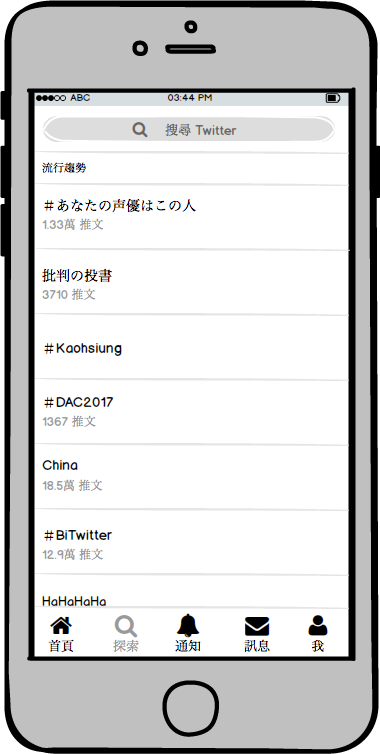 ABC 03:44 PM
搜尋 Twitter
流行趨勢
#あなたの声優はこの人
1.33萬 推文
批判の投書
3710 推文
#Kaohsiung
#DAC2017
1367 推文
China
18.5萬 推文
#BiTwitter
12.9萬 推文
HaHaHaHa
首頁 探索 通知 訊息 我